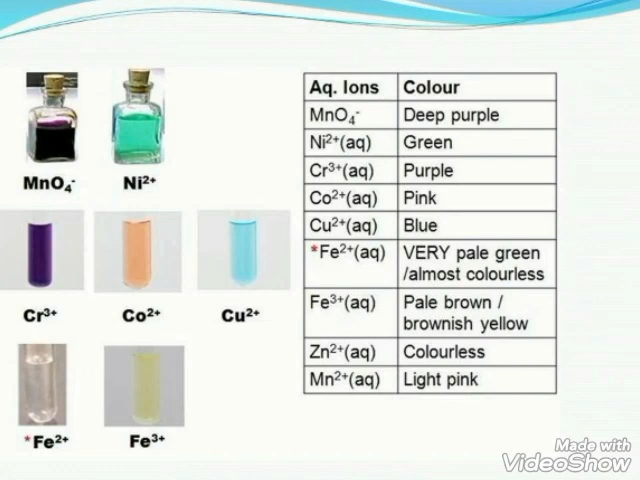 MnO₄⁻
Ni²⁺
Cr³⁺
Co²⁺
Cu²⁺
*Fe²⁺
Fe³⁺
Aq. Ions Colour
MnO₄⁻ Deep purple
Ni²⁺(aq) Green
Cr³⁺(aq) Purple
Co²⁺(aq) Pink
Cu²⁺(aq) Blue
*Fe²⁺(aq) VERY pale green
/almost colourless
Fe³⁺(aq) Pale brown /
brownish yellow
Zn²⁺(aq) Colourless
Mn²⁺(aq) Light pink
Made with
VideoShow